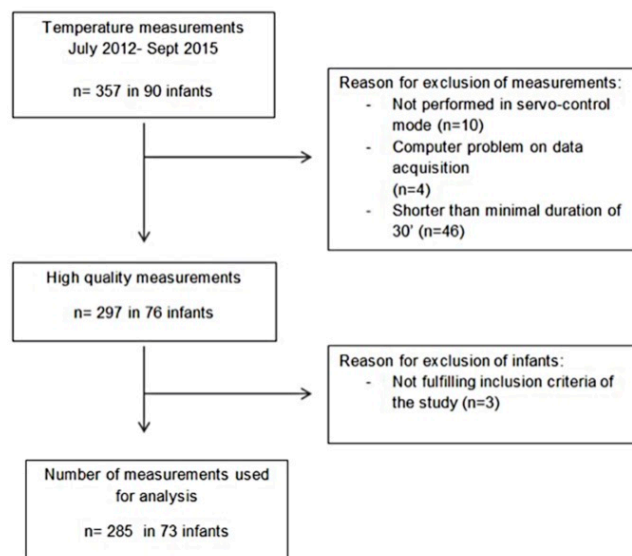 Temperature measurements
July 2012- Sept 2015
n= 357 in 90 infants
Reason for exclusion of measurements:
- Not performed in servo-control
mode (n=10)
- Computer problem on data
acquisition
(n=4)
- Shorter than minimal duration of
30' (n=46)
High quality measurements
n= 297 in 76 infants
Reason for exclusion of infants:
- Not fulfilling inclusion criteria of
the study (n=3)
Number of measurements used
for analysis
n= 285 in 73 infants